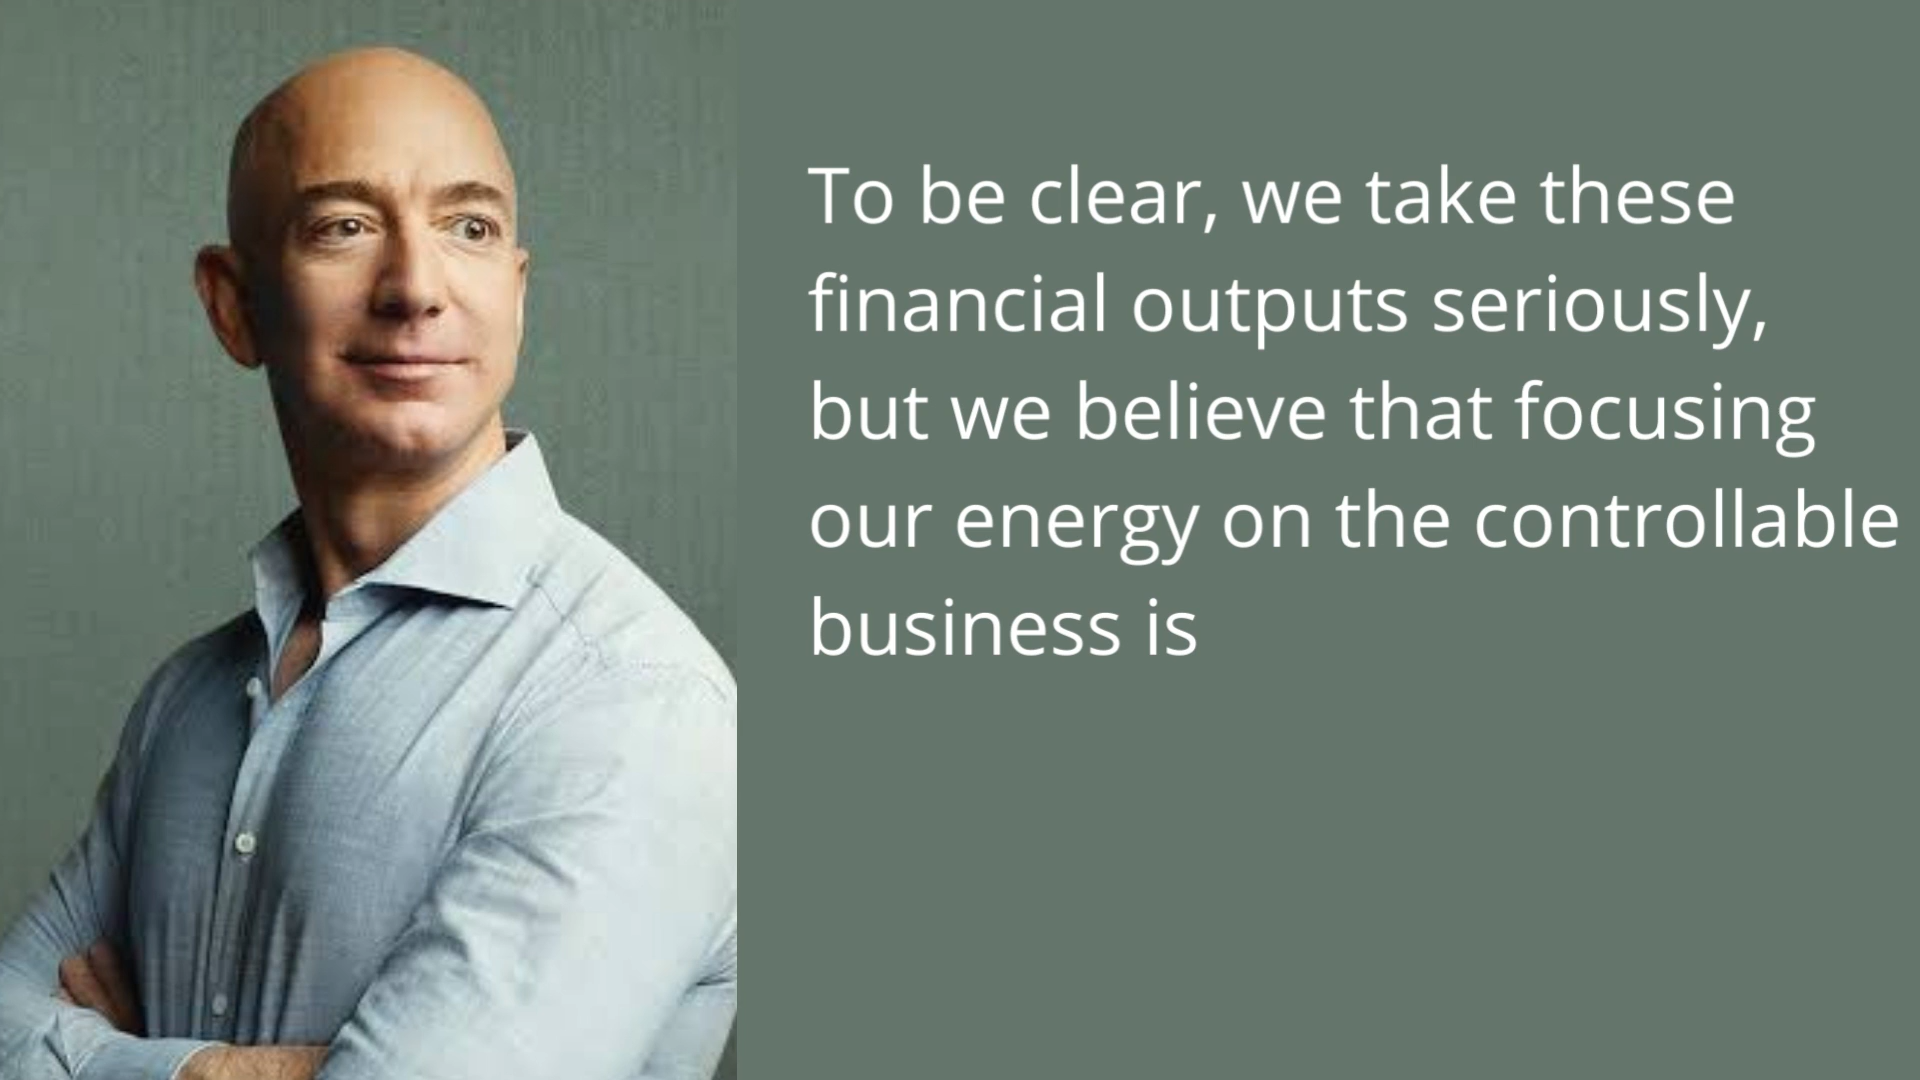 To be clear, we take these
financial outputs seriously,
but we believe that focusing
our energy on the controllable
business is